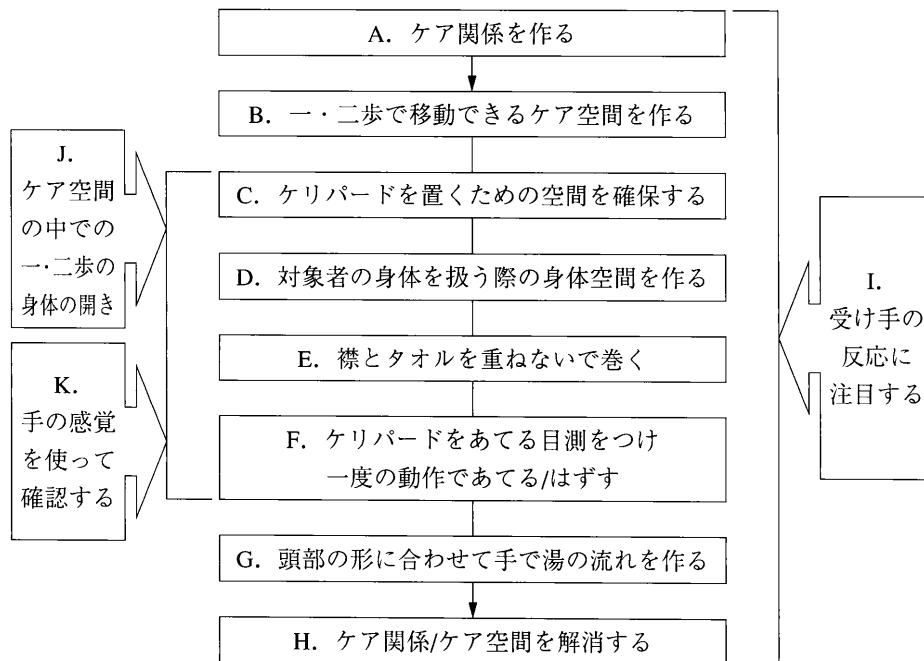 A. ケア関係を作る
B. 一・二歩で移動できるケア空間を作る
C. ケリパードを置くための空間を確保する
D. 対象者の身体を扱う際の身体空間を作る
E. 襟とタオルを重ねないで巻く
F. ケリパードをあてる目測をつけ
一度の動作であてる/はずす
G. 頭部の形に合わせて手で湯の流れを作る
H. ケア関係/ケア空間を解消する
J.
ケア空間
の中での
一・二歩の
身体の開き
K.
手の感覚
を使って
確認する
I.
受け手の
反応に
注目する